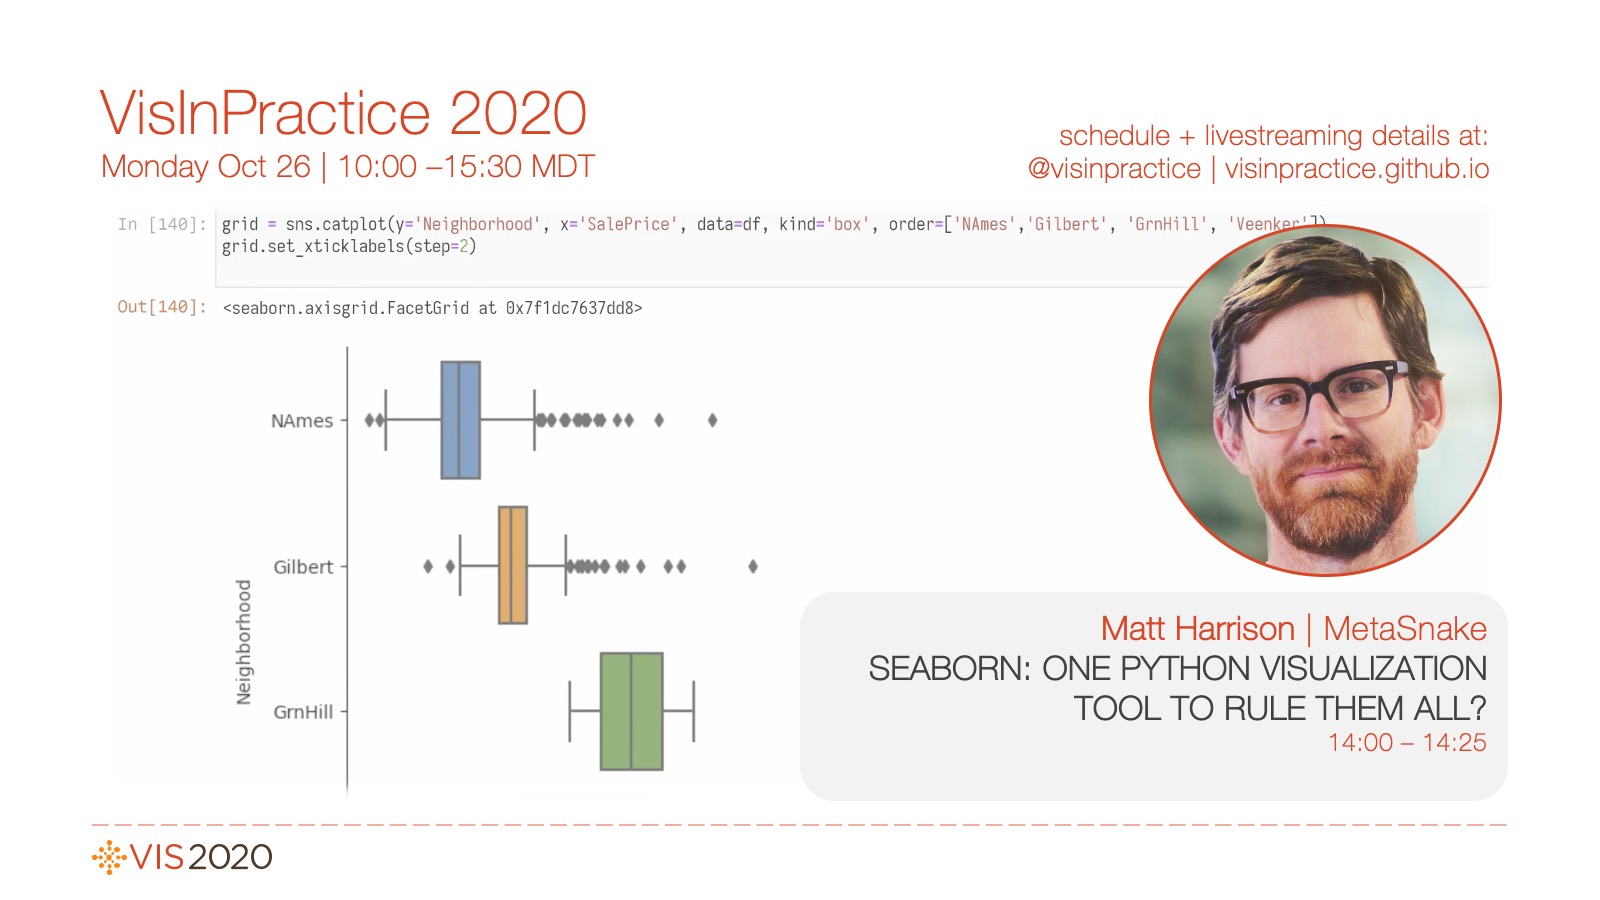 VisInPractice 2020
Monday Oct 26 | 10:00 –15:30 MDT
schedule + livestreaming details at:
@visinpractice | visinpractice.github.io
In [140]: grid = sns.catplot(y='Neighborhood', x='SalePrice', data=df, kind='box', order=['NAmes','Gilbert', 'GrnHill', 'Veenker'])
grid.set_xticklabels(step=2)
Out[140]: <seaborn.axisgrid.FacetGrid at 0x7f1dc7637dd8>
NAmes
Gilbert
GrnHill
Neighborhood
Matt Harrison | MetaSnake
SEABORN: ONE PYTHON VISUALIZATION
TOOL TO RULE THEM ALL?
14:00 – 14:25
VIS2020